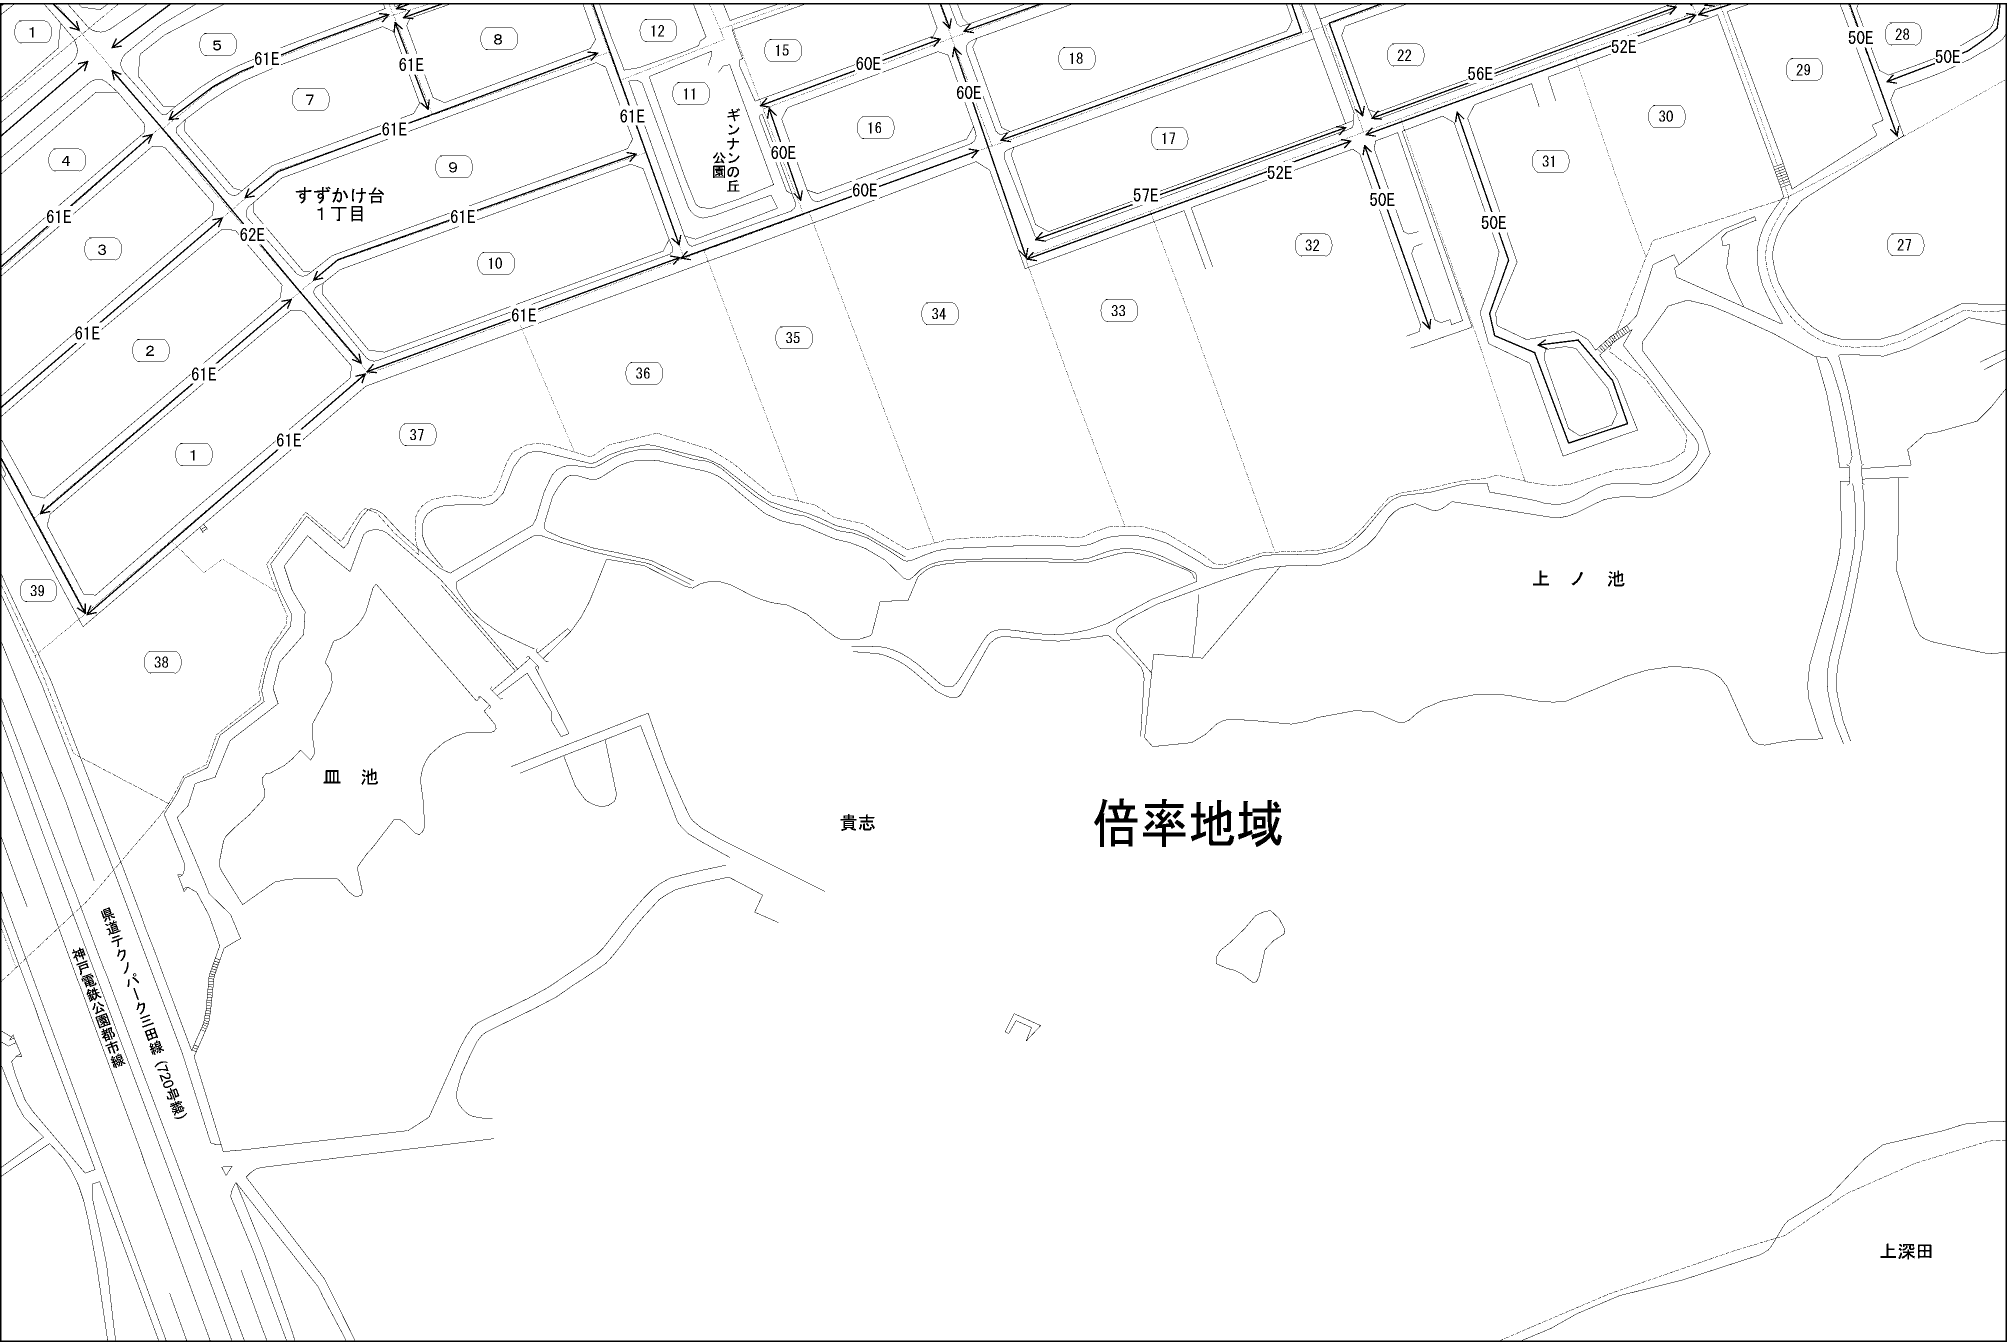 1
5
61E
8
61E
12
15
60E
18
22
56E
52E
50E
28
50E
29
7
61E
61E
11
ギンナンの丘
公園
60E
16
17
30
4
9
60E
31
61E
すずかけ台
1丁目
61E
60E
57E
52E
50E
50E
3
62E
10
32
27
61E
61E
34
33
35
2
61E
36
37
61E
1
39
38
上ノ池
皿池
貴志
倍率地域
県道テクノパーク三田線(720号線)
神戸電鉄公園都市線
上深田